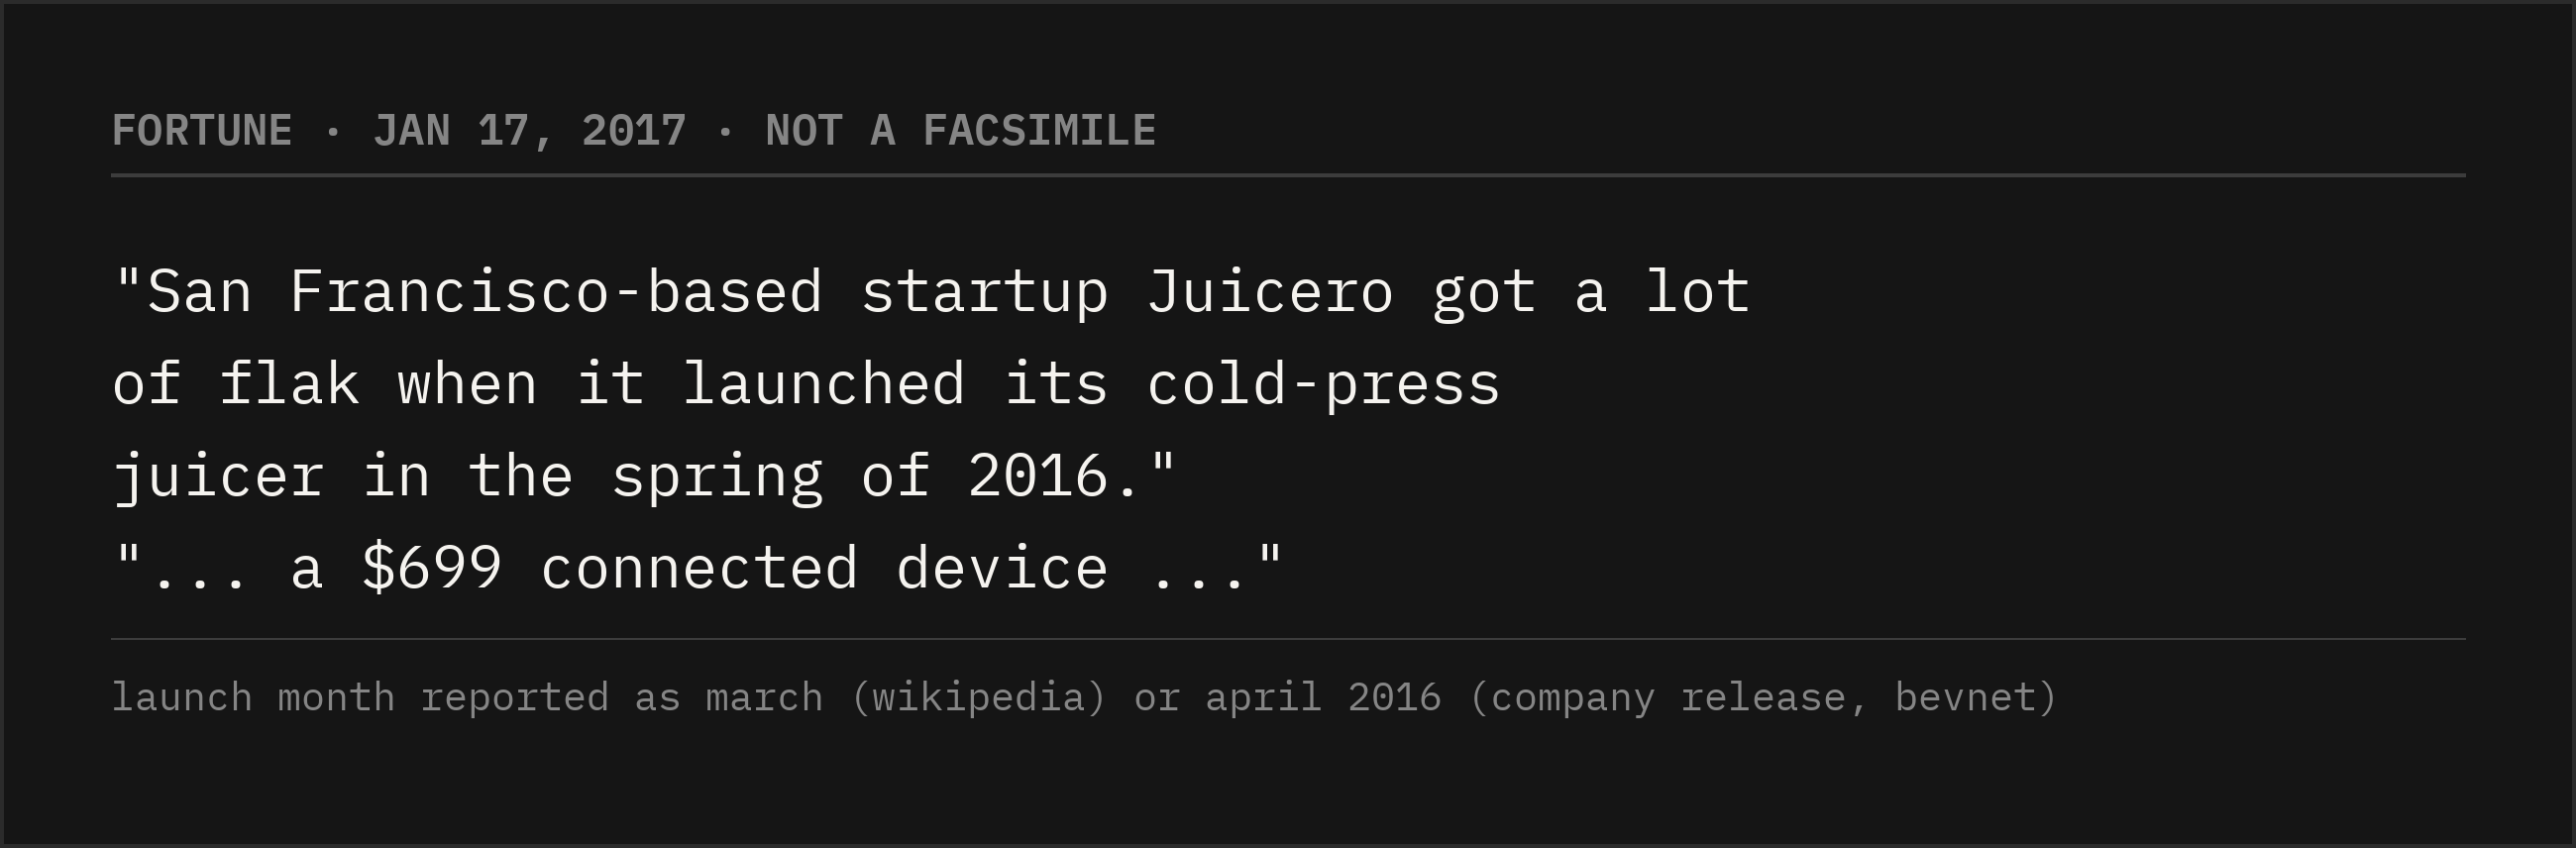 FORTUNE · JAN 17, 2017 · NOT A FACSIMILE
"San Francisco-based startup Juicero got a lot
of flak when it launched its cold-press
juicer in the spring of 2016."
"... a $699 connected device ..."
launch month reported as march (wikipedia) or april 2016 (company release, bevnet)